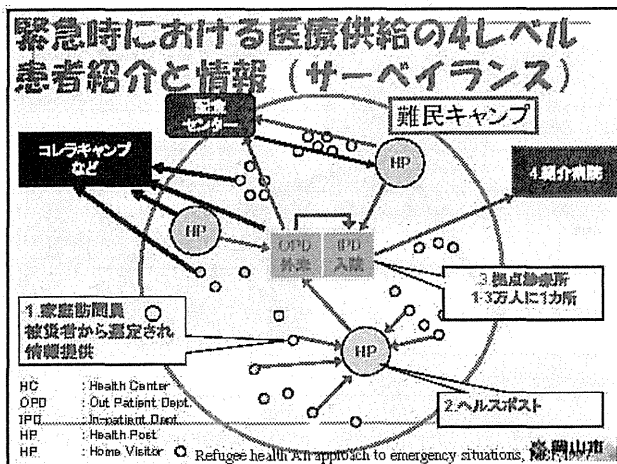 緊急時における医療供給の4レベル
患者紹介と情報（サーベイランス）
センター
難民キャンプ
コレラキャンプ
など
HP
4.紹介病院
HP
OPD
外来
IPD
入院
3.拠点診療所
1-3万人に1カ所
1.家庭訪問員
被災者から選定され
情報提供
HP
2.ヘルスポスト
HC : Health Center
OPD : Out Patient Dept.
IPD : In-patient Dept.
HP : Health Post
HP : Home Visitor
Refugee health An approach to emergency situations,
岡山市